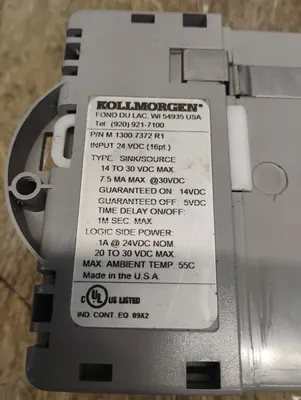 KOLLMORGEN®
FOND DU LAC, WI 54935 USA
Tel (920) 921-7100
P/N M 1300 7372 R1
INPUT 24 VDC (16pt )
TYPE: SINK/SOURCE
14 TO 30 VDC MAX
7.5 MA MAX @30VDC
GUARANTEED ON: 14VDC
GUARANTEED OFF: 5VDC
TIME DELAY ON/OFF:
1M SEC. MAX
LOGIC SIDE POWER:
1A @ 24VDC NOM
20 TO 30 VDC MAX
MAX. AMBIENT TEMP 55C
Made in the U.S.A
C UL US LISTED
IND. CONT. EQ. 89X2